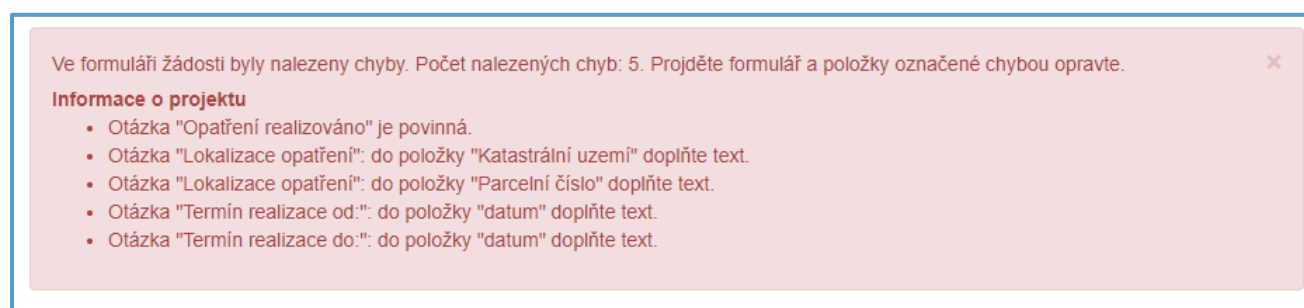 Ve formuláři žádosti byly nalezeny chyby. Počet nalezených chyb: 5. Projděte formulář a položky označené chybou opravte. ×
Informace o projektu
• Otázka "Opatření realizováno" je povinná.
• Otázka "Lokalizace opatření": do položky "Katastrální uzemí" doplňte text.
• Otázka "Lokalizace opatření": do položky "Parcelní číslo" doplňte text.
• Otázka "Termín realizace od:": do položky "datum" doplňte text.
• Otázka "Termín realizace do:": do položky "datum" doplňte text.